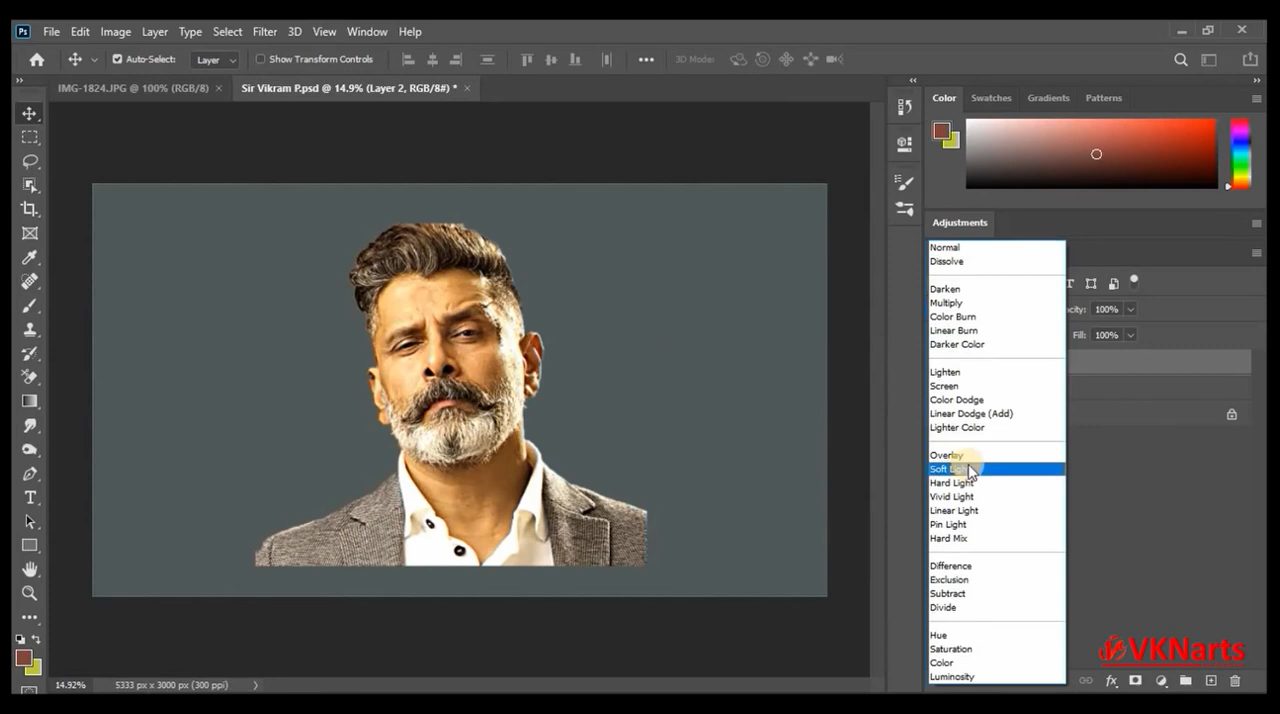 Ps File Edit Image Layer Type Select Filter 3D View Window Help
Auto-Select: Layer Show Transform Controls ••• 3D Mode:
IMG-1824.JPG @ 100% (RGB/8) × Sir Vikram P.psd @ 14.9% (Layer 2, RGB/8#) * ×
Color Swatches Gradients Patterns
Adjustments
Normal
Dissolve
Darken
Multiply
Color Burn
Linear Burn
Darker Color
Lighten
Screen
Color Dodge
Linear Dodge (Add)
Lighter Color
Overlay
Soft Light
Hard Light
Vivid Light
Linear Light
Pin Light
Hard Mix
Difference
Exclusion
Subtract
Divide
Hue
Saturation
Color
Luminosity
100%
Fill: 100%
VKNarts
14.92% 5333 px x 3000 px (300 ppi)